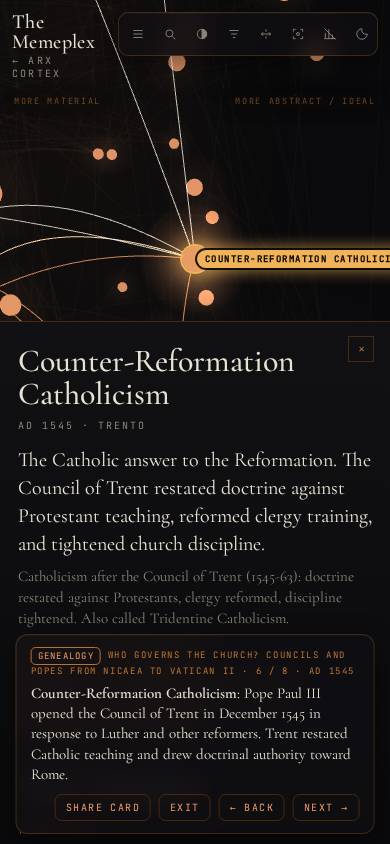 The
Memeplex
← ARX
CORTEX
MORE MATERIAL
MORE ABSTRACT / IDEAL
COUNTER-REFORMATION CATHOLICI
×
Counter-Reformation
Catholicism
AD 1545 · TRENTO
The Catholic answer to the Reformation. The
Council of Trent restated doctrine against
Protestant teaching, reformed clergy training,
and tightened church discipline.
Catholicism after the Council of Trent (1545-63): doctrine
restated against Protestants, clergy reformed, discipline
tightened. Also called Tridentine Catholicism.
GENEALOGY WHO GOVERNS THE CHURCH? COUNCILS AND
POPES FROM NICAEA TO VATICAN II · 6 / 8 · AD 1545
Counter-Reformation Catholicism: Pope Paul III
opened the Council of Trent in December 1545 in
response to Luther and other reformers. Trent restated
Catholic teaching and drew doctrinal authority toward
Rome.
SHARE CARD EXIT ← BACK NEXT →